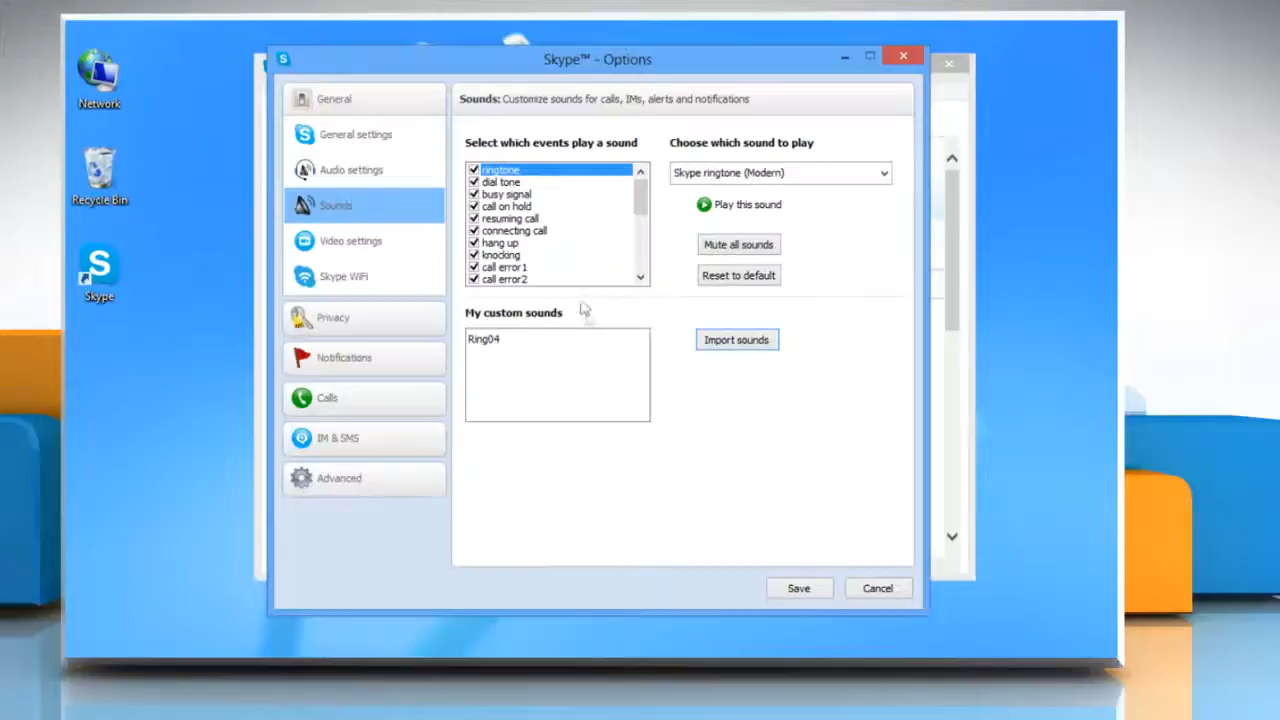 Skype™ - Options
Network
Recycle Bin
S
Skype
General
General settings
Audio settings
Sounds
Video settings
Skype WiFi
Privacy
Notifications
Calls
IM & SMS
Advanced
Sounds: Customize sounds for calls, IMs, alerts and notifications
Select which events play a sound
ringtone
dial tone
busy signal
call on hold
resuming call
connecting call
hang up
knocking
call error1
call error2
Choose which sound to play
Skype ringtone (Modern)
Play this sound
Mute all sounds
Reset to default
My custom sounds
Ring04
Import sounds
Save
Cancel